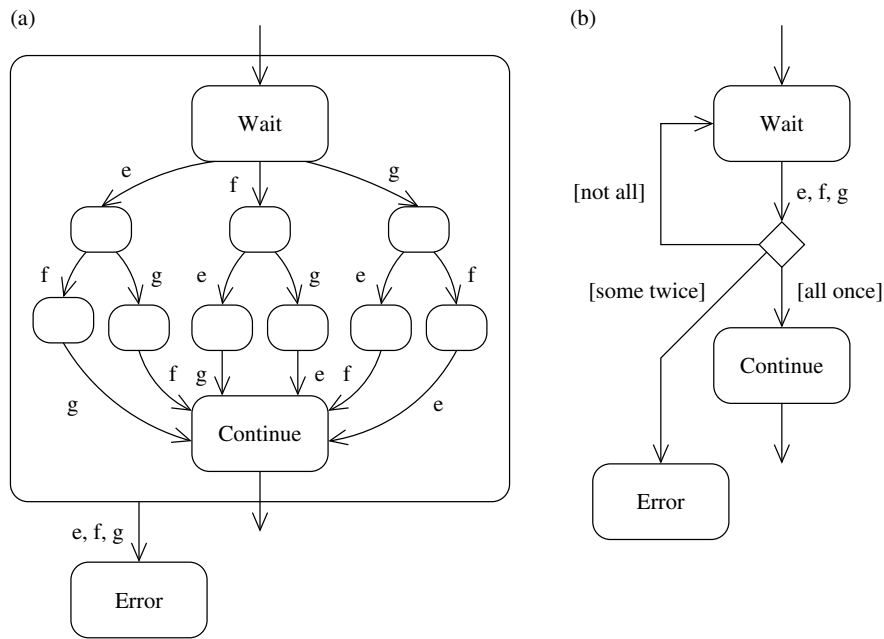 (a)
Wait
e
f
g
f
g
e
g
e
f
g
f
g
e
f
e
Continue
e, f, g
Error
(b)
Wait
[not all]
e, f, g
[some twice]
[all once]
Continue
Error